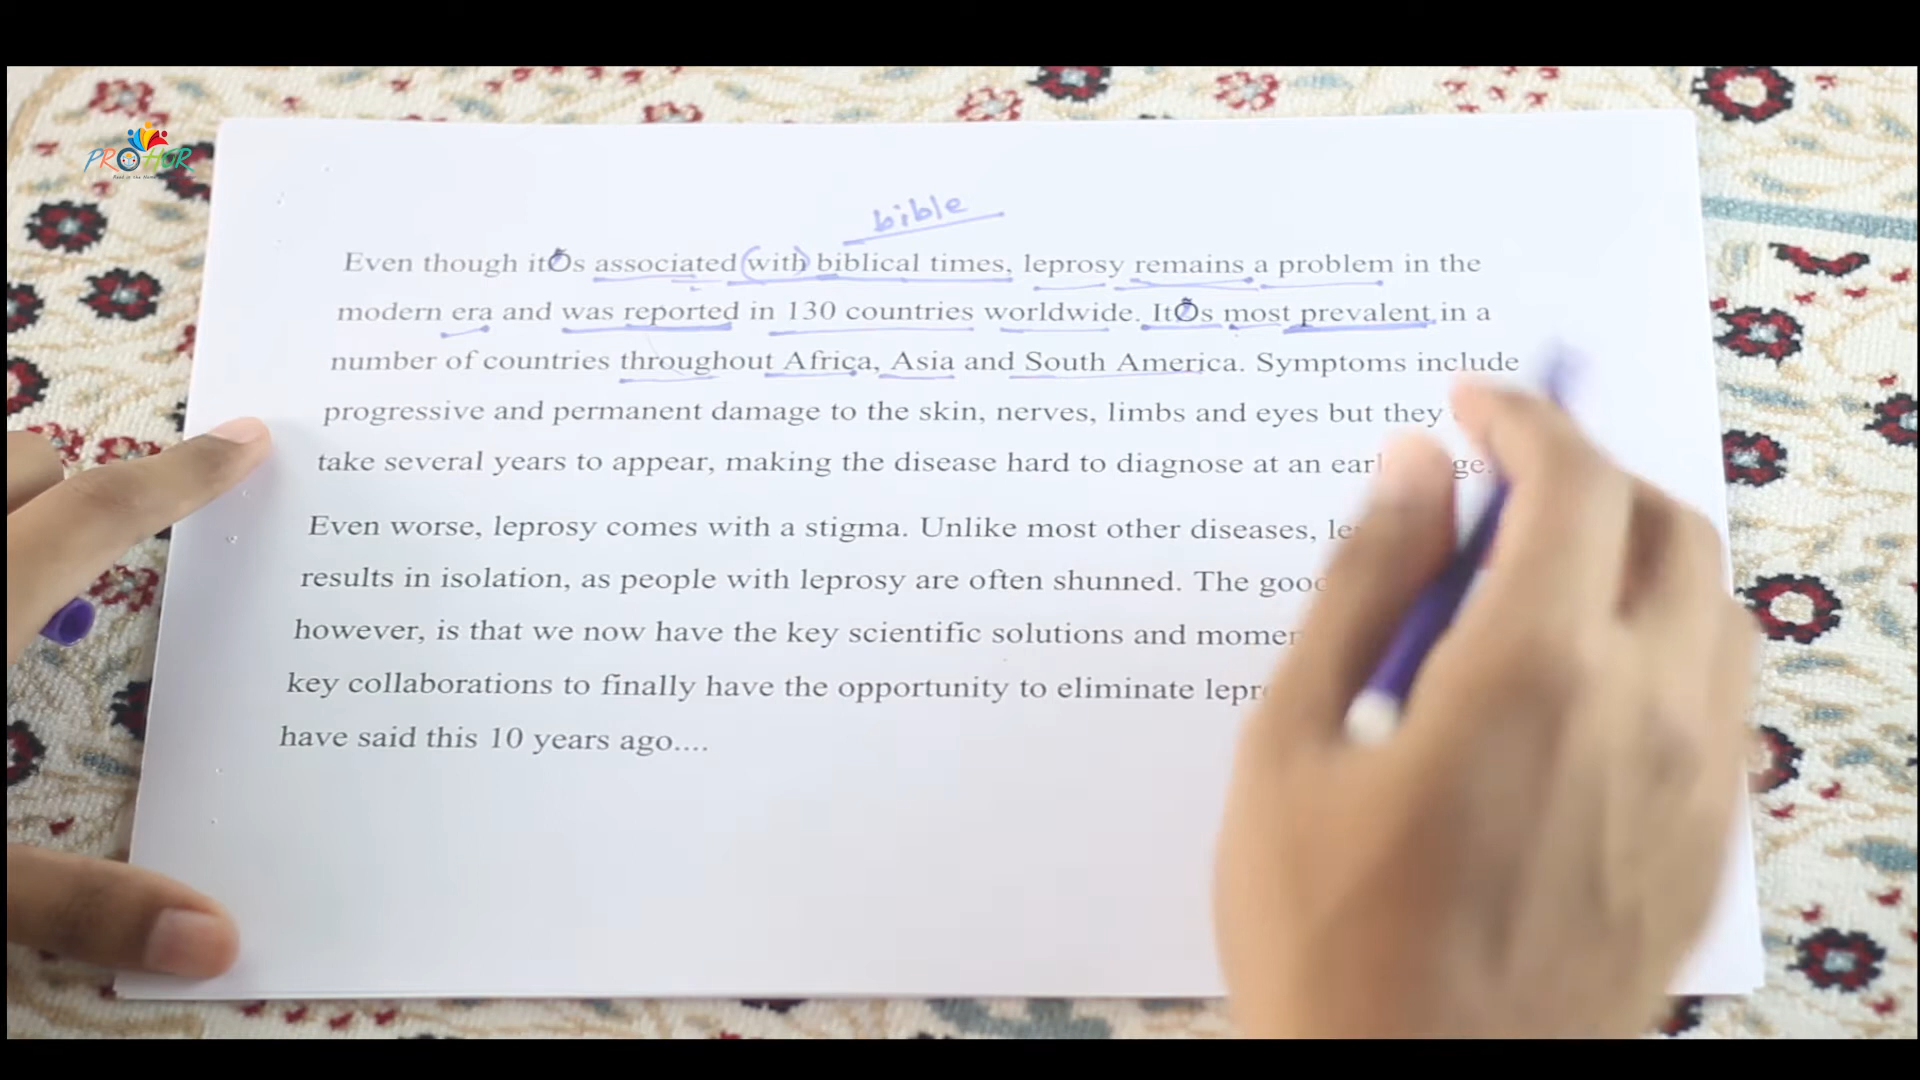 PROHOR
bible
Even though itÕs associated with biblical times, leprosy remains a problem in the
modern era and was reported in 130 countries worldwide. ItÕs most prevalent in a
number of countries throughout Africa, Asia and South America. Symptoms include
progressive and permanent damage to the skin, nerves, limbs and eyes but they
take several years to appear, making the disease hard to diagnose at an
Even worse, leprosy comes with a stigma. Unlike most other diseases,
results in isolation, as people with leprosy are often shunned. The
however, is that we now have the key scientific solutions and
key collaborations to finally have the opportunity to eliminate
have said this 10 years ago....